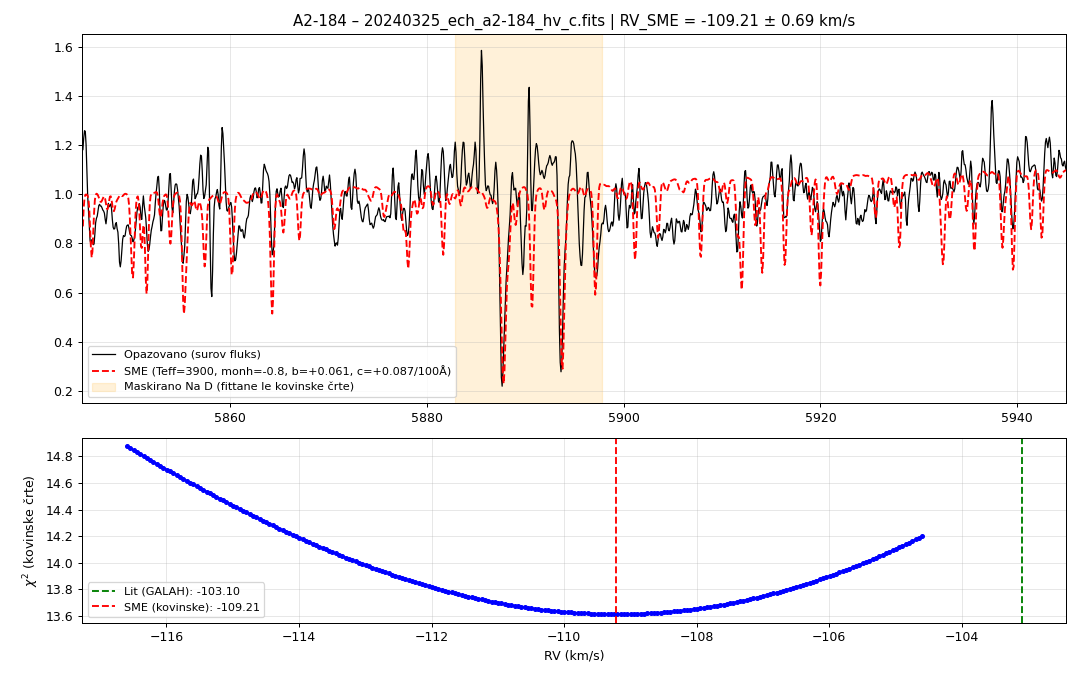 A2-184 – 20240325_ech_a2-184_hv_c.fits | RV_SME = -109.21 ± 0.69 km/s
1.6
1.4
1.2
1.0
0.8
0.6
0.4
0.2
Opazovano (surov fluks)
SME (Teff=3900, monh=-0.8, b=+0.061, c=+0.087/100Å)
Maskirano Na D (fittane le kovinske črte)
5860 5880 5900 5920 5940
χ² (kovinske črte)
14.8
14.6
14.4
14.2
14.0
13.8
13.6
Lit (GALAH): -103.10
SME (kovinske): -109.21
−116 −114 −112 −110 −108 −106 −104
RV (km/s)